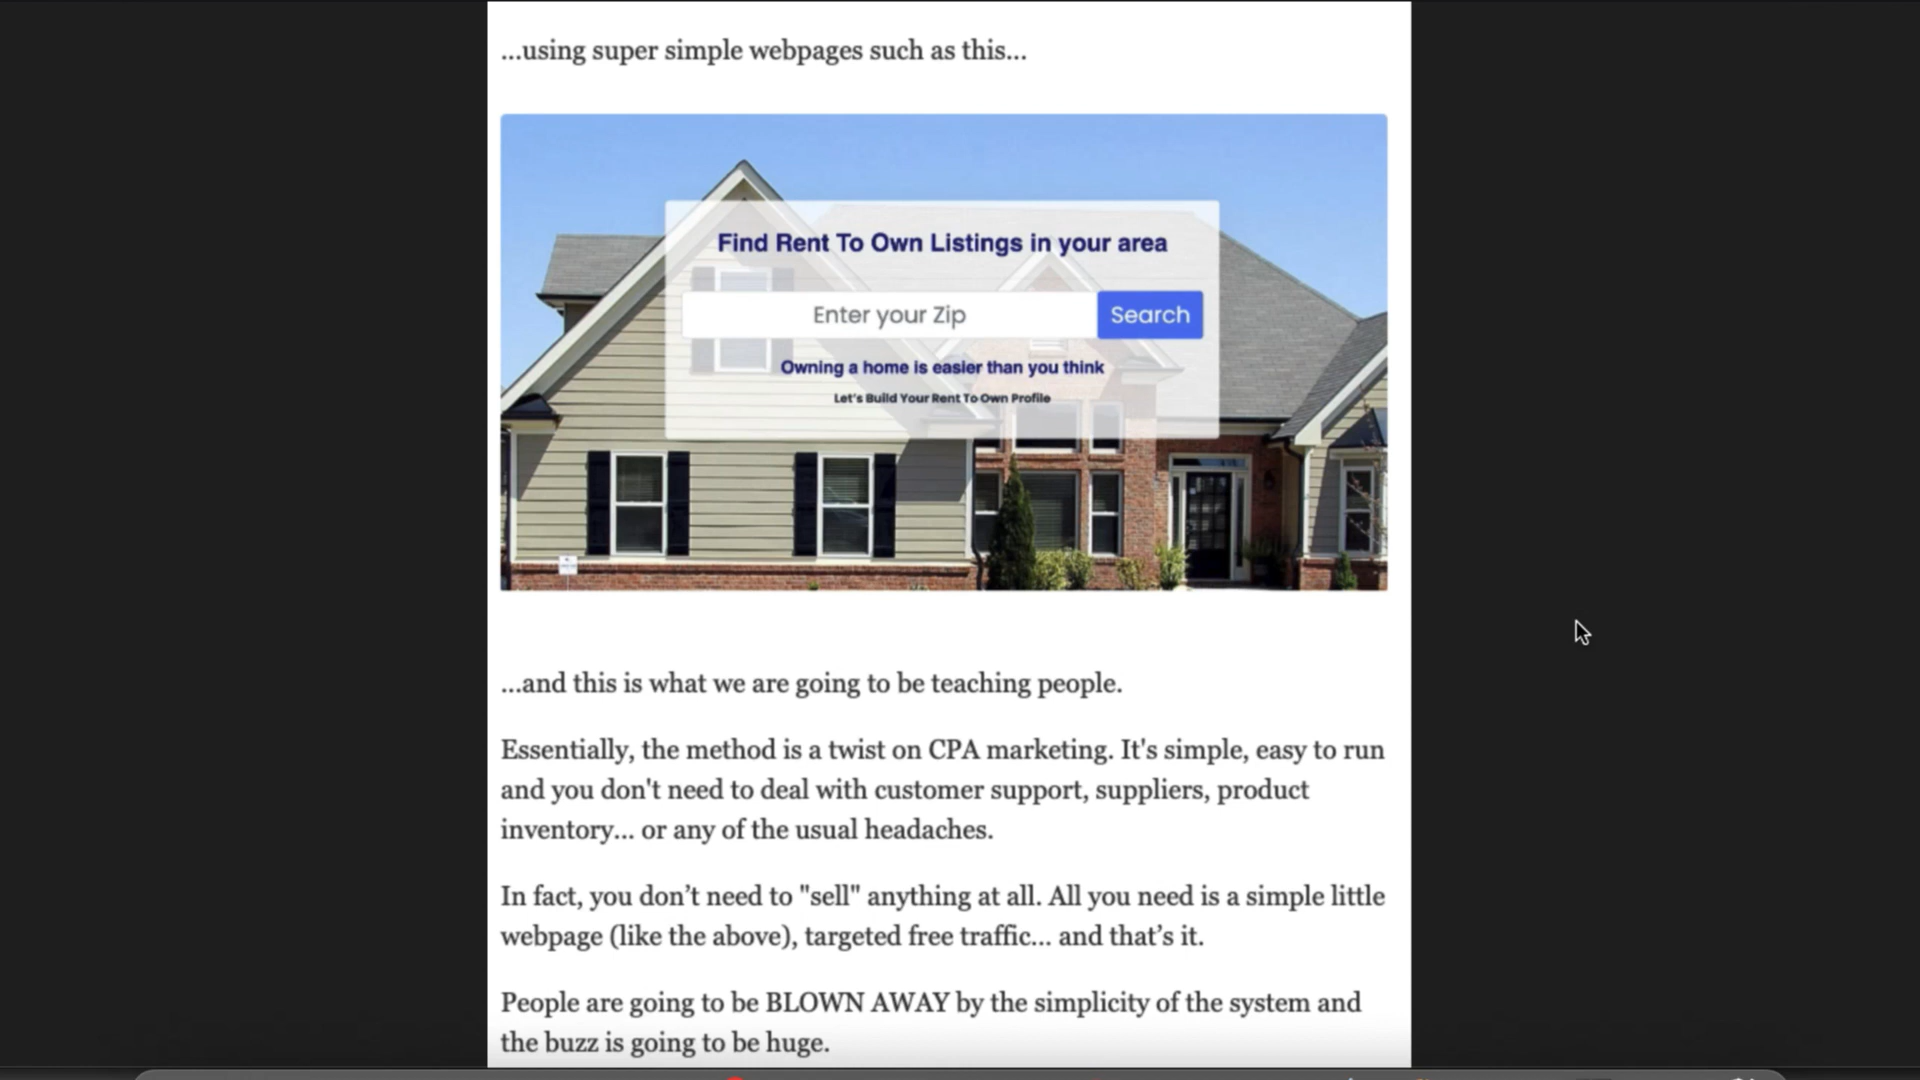 ...using super simple webpages such as this...
Find Rent To Own Listings in your area
Enter your Zip
Search
Owning a home is easier than you think
Let's Build Your Rent To Own Profile
...and this is what we are going to be teaching people.
Essentially, the method is a twist on CPA marketing. It's simple, easy to run
and you don't need to deal with customer support, suppliers, product
inventory... or any of the usual headaches.
In fact, you don’t need to "sell" anything at all. All you need is a simple little
webpage (like the above), targeted free traffic... and that’s it.
People are going to be BLOWN AWAY by the simplicity of the system and
the buzz is going to be huge.